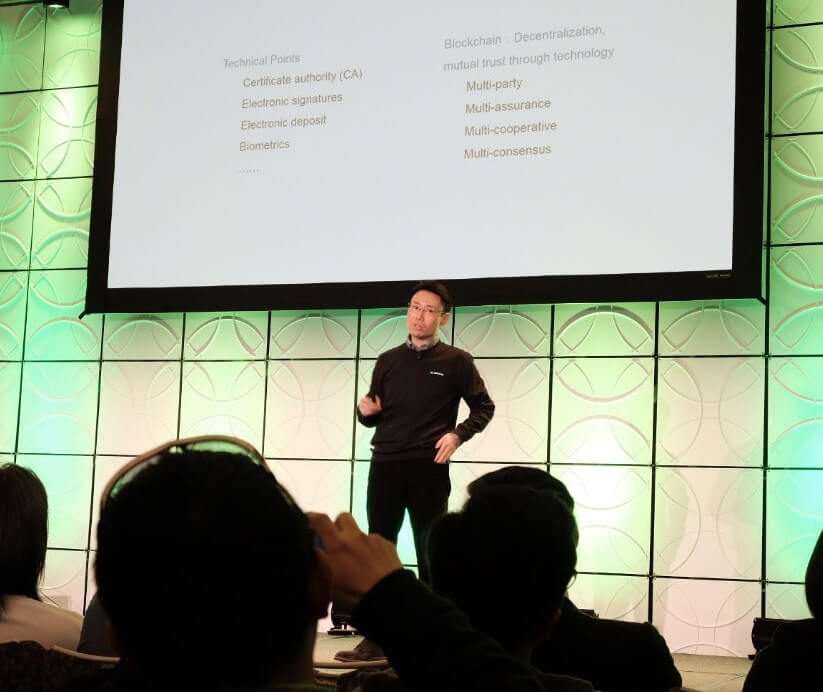 Technical Points
Certificate authority (CA)
Electronic signatures
Electronic deposit
Biometrics
......
Blockchain : Decentralization,
mutual trust through technology
Multi-party
Multi-assurance
Multi-cooperative
Multi-consensus